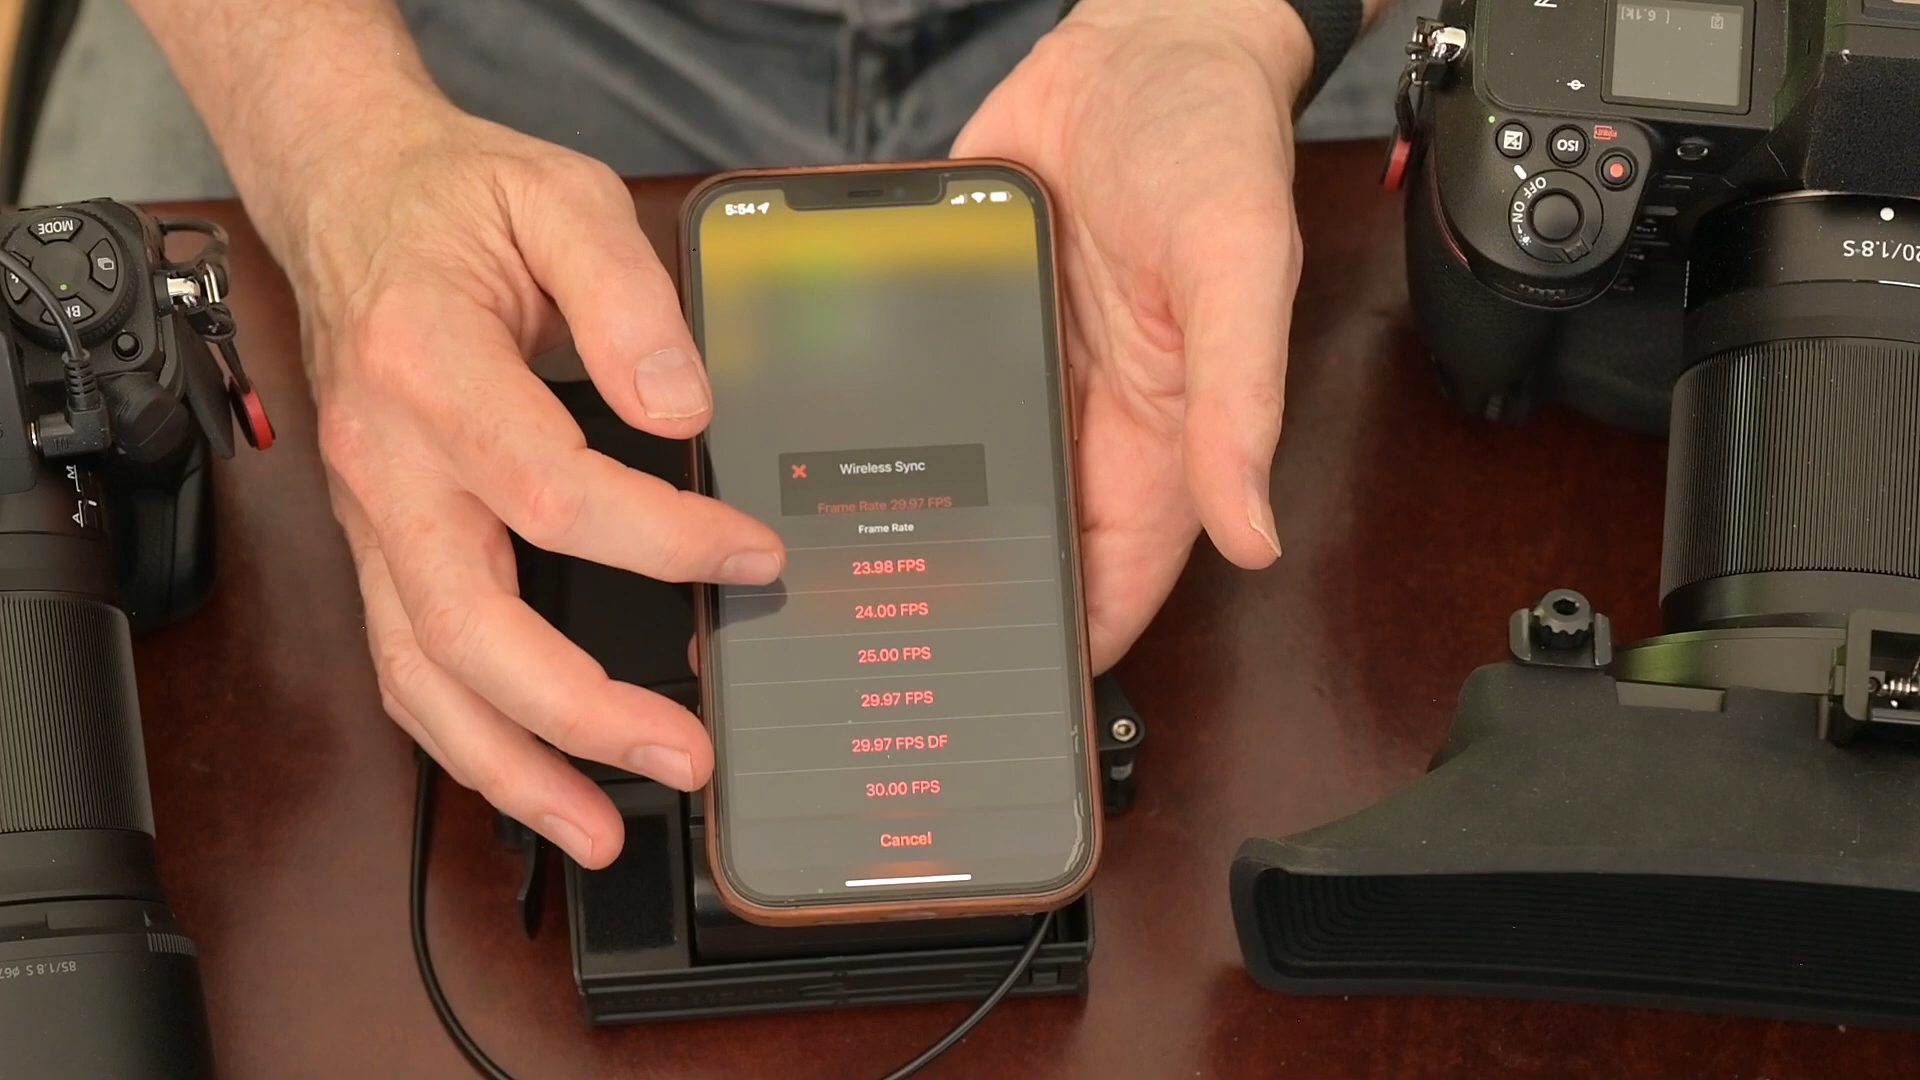 5:54
Wireless Sync
Frame Rate 29.97 FPS
Frame Rate
23.98 FPS
24.00 FPS
25.00 FPS
29.97 FPS
29.97 FPS DF
30.00 FPS
Cancel
MODE
85/1.8 S
[ 6.1k]
ISO
OFF
ON
20/1.8 S